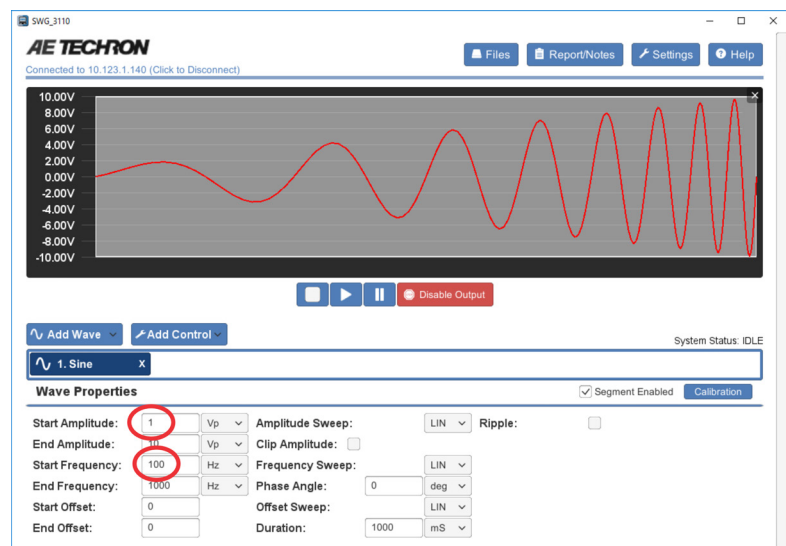 SWG_3110
AE TECHRON
Files Report/Notes Settings Help
Connected to 10.123.1.140 (Click to Disconnect)
10.00V
8.00V
6.00V
4.00V
2.00V
0.00V
-2.00V
-4.00V
-6.00V
-8.00V
-10.00V
Disable Output
Add Wave Add Control
System Status: IDLE
1. Sine x
Wave Properties Segment Enabled Calibration
Start Amplitude: 1 Vp Amplitude Sweep: LIN Ripple:
End Amplitude: 10 Vp Clip Amplitude:
Start Frequency: 100 Hz Frequency Sweep: LIN
End Frequency: 1000 Hz Phase Angle: 0 deg
Start Offset: 0 Offset Sweep: LIN
End Offset: 0 Duration: 1000 mS